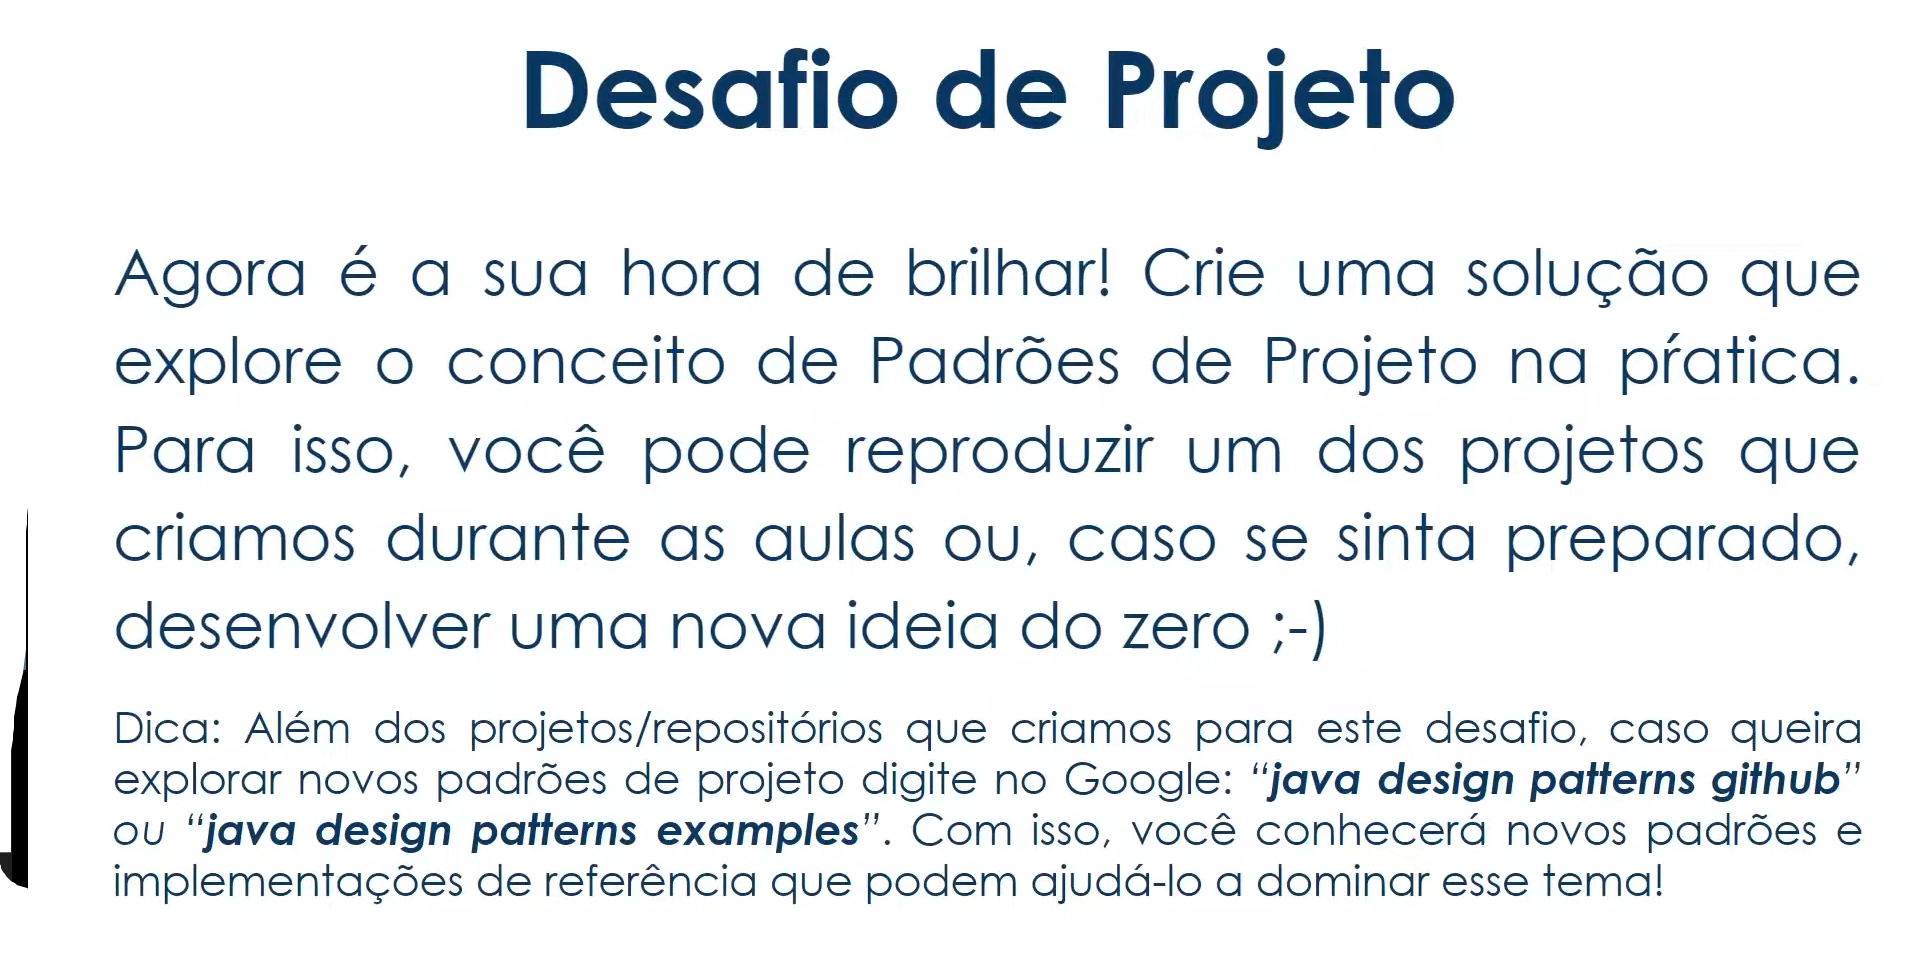 Desafio de Projeto
Agora é a sua hora de brilhar! Crie uma solução que
explore o conceito de Padrões de Projeto na pŕatica.
Para isso, você pode reproduzir um dos projetos que
criamos durante as aulas ou, caso se sinta preparado,
desenvolver uma nova ideia do zero ;-)
Dica: Além dos projetos/repositórios que criamos para este desafio, caso queira
explorar novos padrões de projeto digite no Google: “java design patterns github”
ou “java design patterns examples”. Com isso, você conhecerá novos padrões e
implementações de referência que podem ajudá-lo a dominar esse tema!